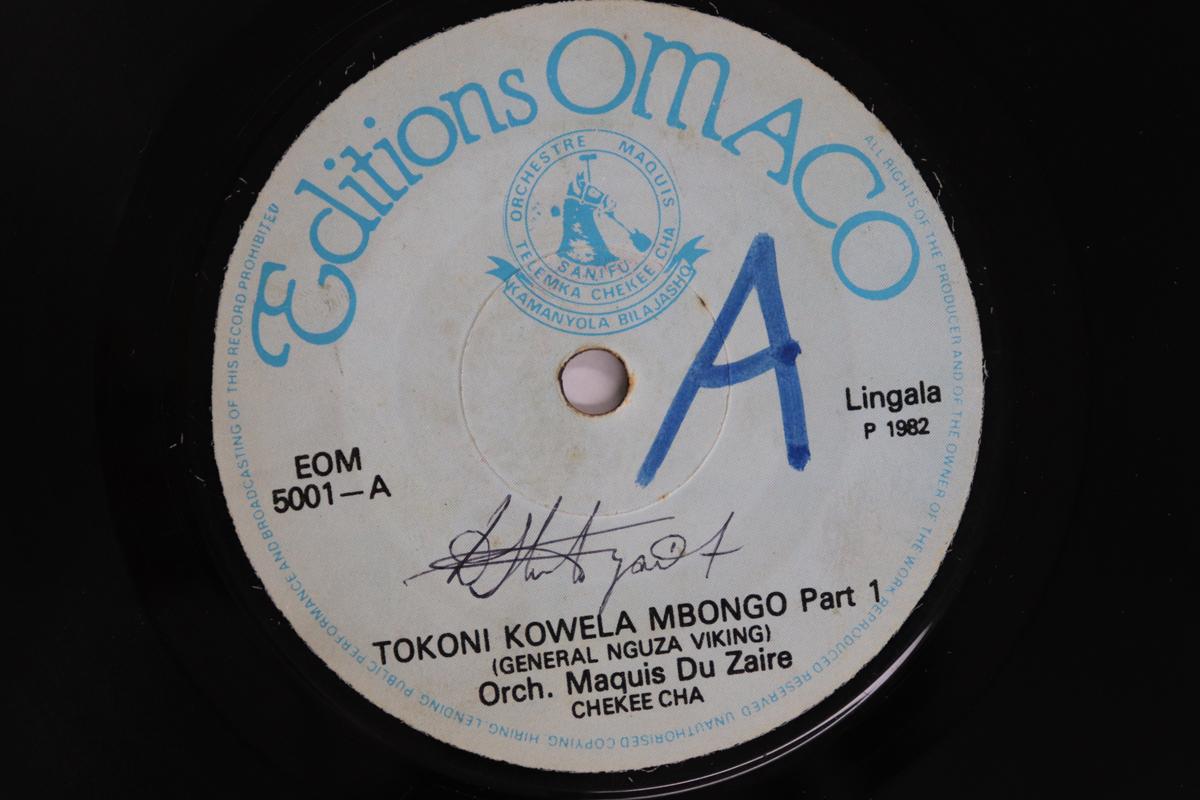 Editions OMACO
ORCHESTRE MAQUIS
TELEMKA CHEKEE CHA
SANIFU
KAMANYOLA BILAJASHO
A
Lingala
P 1982
EOM
5001-A
TOKONI KOWELA MBONGO Part 1
(GENERAL NGUZA VIKING)
Orch. Maquis Du Zaire
CHEKEE CHA
ALL RIGHTS OF THE PRODUCER AND OF THE OWNER OF THE WORK REPRODUCED RESERVED UNAUTHORISED COPYING, HIRING, LENDING, PUBLIC PERFORMANCE AND BROADCASTING OF THIS RECORD PROHIBITED